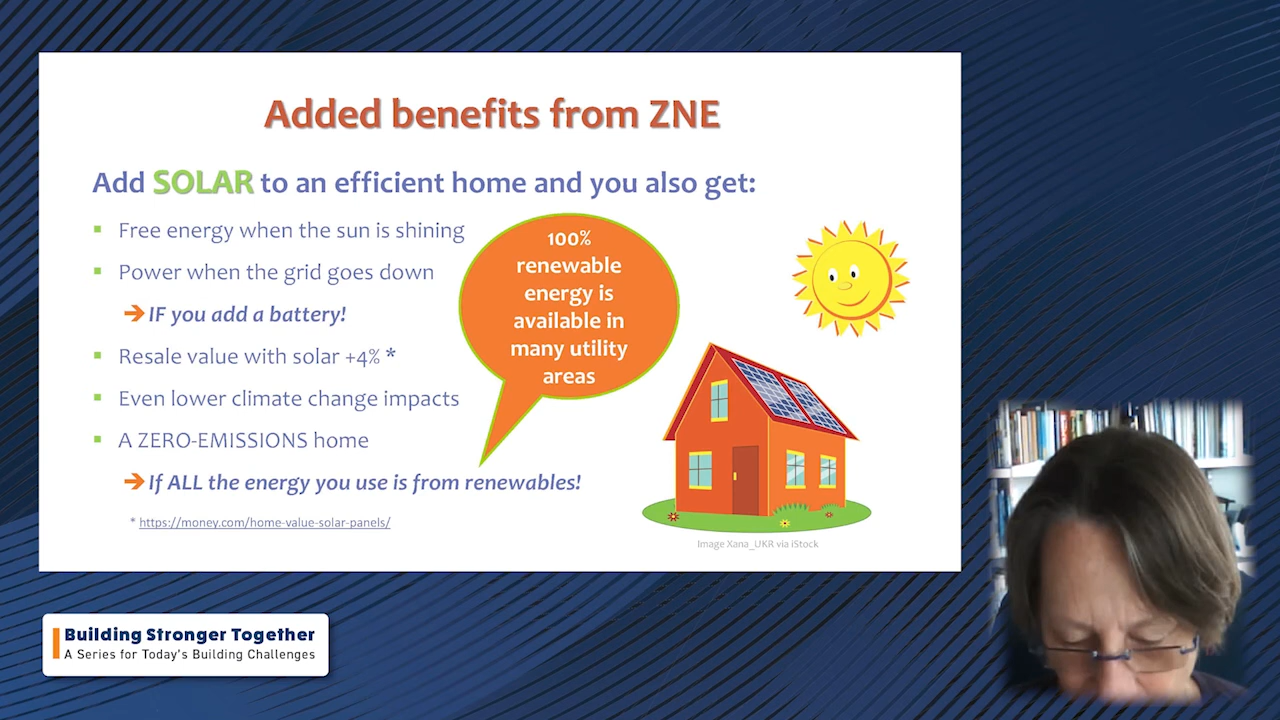 Added benefits from ZNE
Add SOLAR to an efficient home and you also get:
Free energy when the sun is shining
Power when the grid goes down
IF you add a battery!
Resale value with solar +4% *
Even lower climate change impacts
A ZERO-EMISSIONS home
If ALL the energy you use is from renewables!
* https://money.com/home-value-solar-panels/
100%
renewable
energy is
available in
many utility
areas
Image Xana_UKR via iStock
Building Stronger Together
A Series for Today's Building Challenges